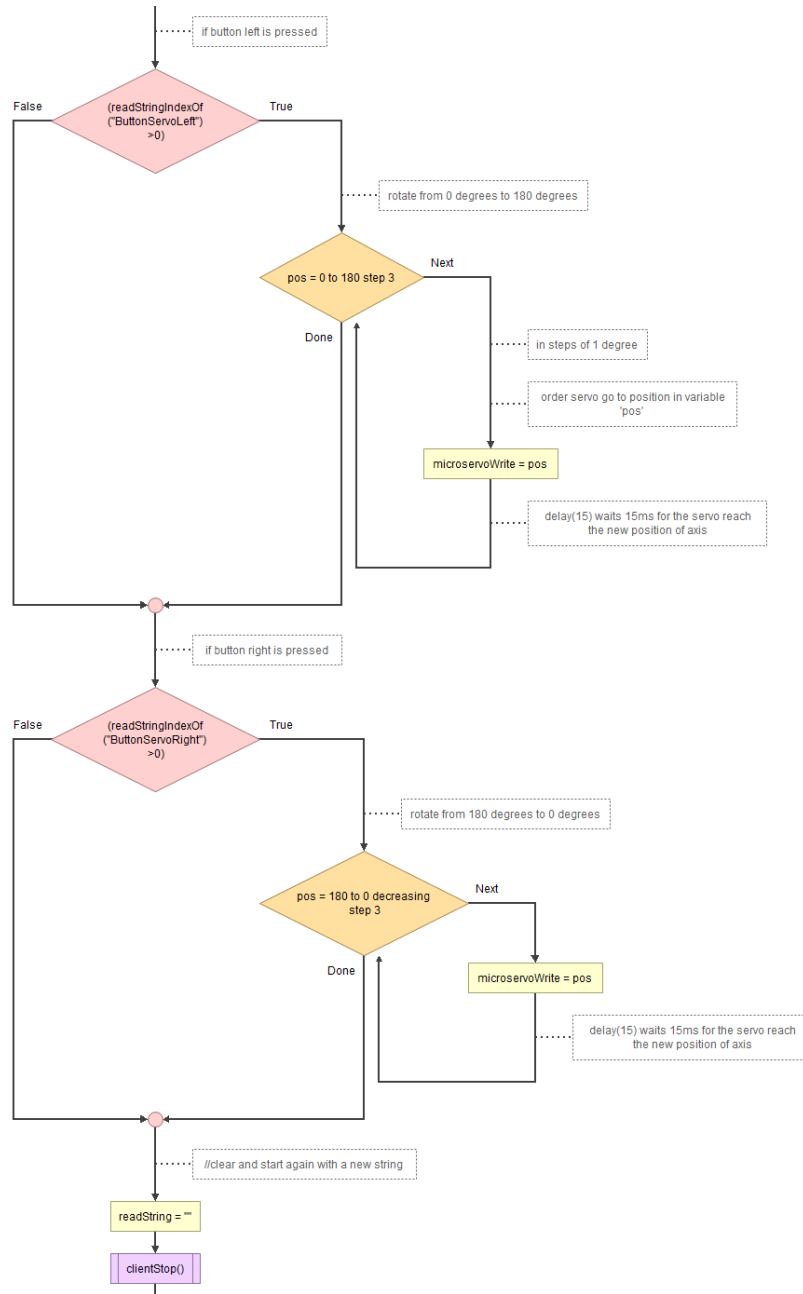 if button left is pressed
False
(readStringIndexOf
("ButtonServoLeft")
>0)
True
rotate from 0 degrees to 180 degrees
pos = 0 to 180 step 3
Next
Done
in steps of 1 degree
order servo go to position in variable
'pos'
microservoWrite = pos
delay(15) waits 15ms for the servo reach
the new position of axis
if button right is pressed
False
(readStringIndexOf
("ButtonServoRight")
>0)
True
rotate from 180 degrees to 0 degrees
pos = 180 to 0 decreasing
step 3
Next
Done
microservoWrite = pos
delay(15) waits 15ms for the servo reach
the new position of axis
//clear and start again with a new string
readString = ""
clientStop()